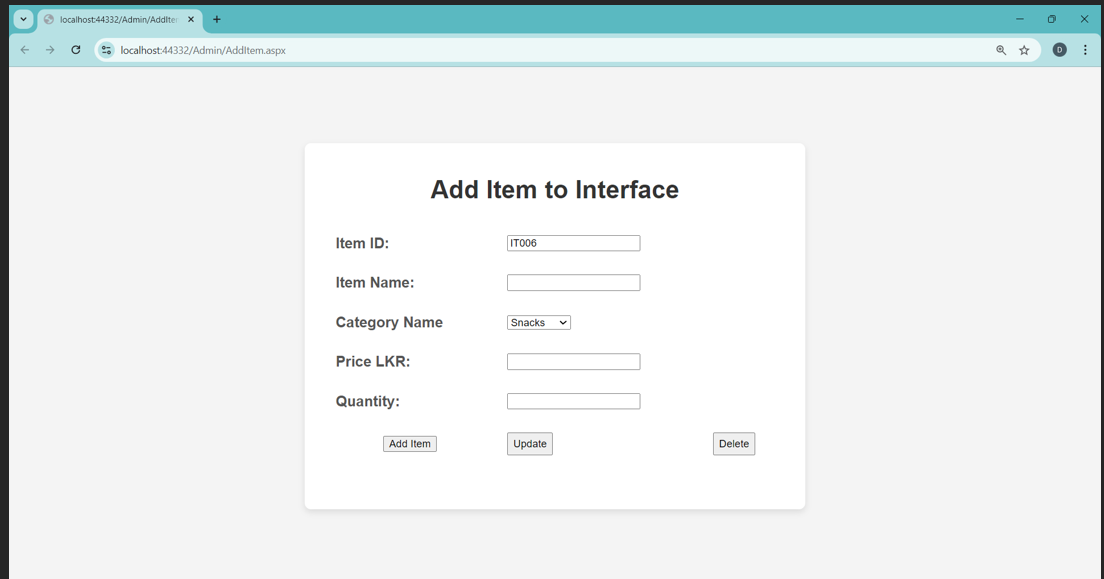 localhost:44332/Admin/AddIte
localhost:44332/Admin/AddItem.aspx
D
Add Item to Interface
Item ID: IT006
Item Name:
Category Name Snacks
Price LKR:
Quantity:
Add Item Update Delete